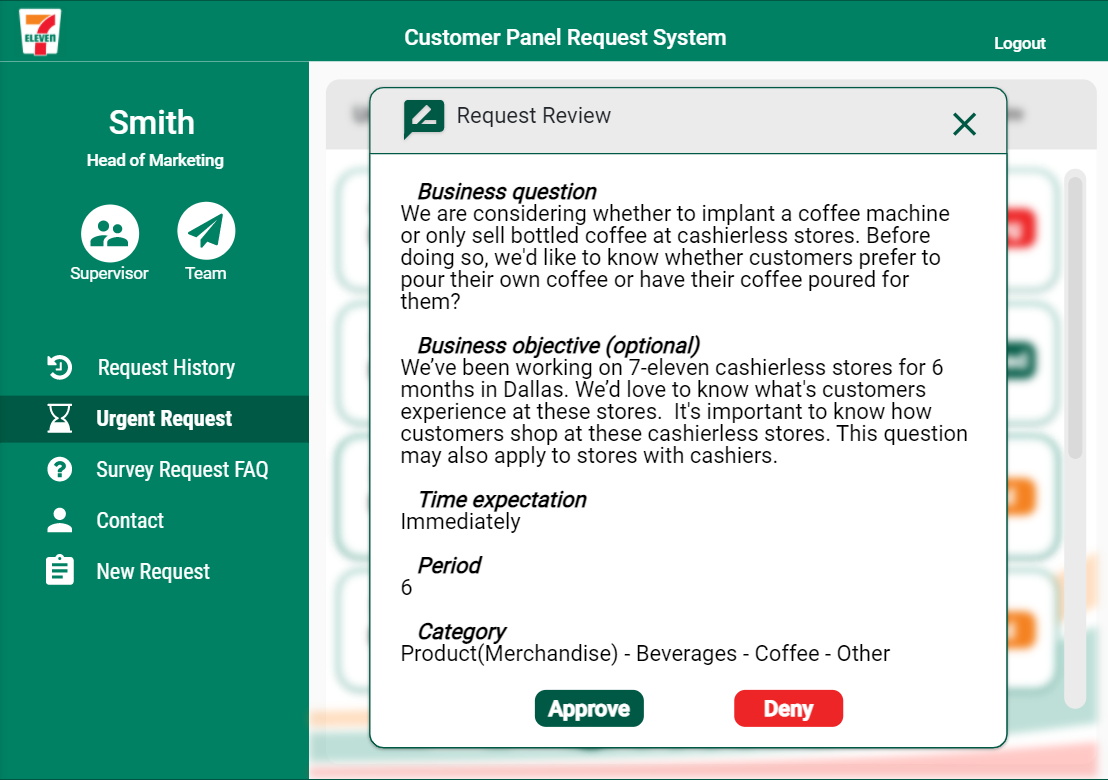 7
ELEVEN
Customer Panel Request System
Logout
Smith
Head of Marketing
Supervisor
Team
Request History
Urgent Request
Survey Request FAQ
Contact
New Request
Request Review
Business question
We are considering whether to implant a coffee machine
or only sell bottled coffee at cashierless stores. Before
doing so, we'd like to know whether customers prefer to
pour their own coffee or have their coffee poured for
them?
Business objective (optional)
We’ve been working on 7-eleven cashierless stores for 6
months in Dallas. We’d love to know what's customers
experience at these stores.  It's important to know how
customers shop at these cashierless stores. This question
may also apply to stores with cashiers.
Time expectation
Immediately
Period
6
Category
Product(Merchandise) - Beverages - Coffee - Other
Approve
Deny